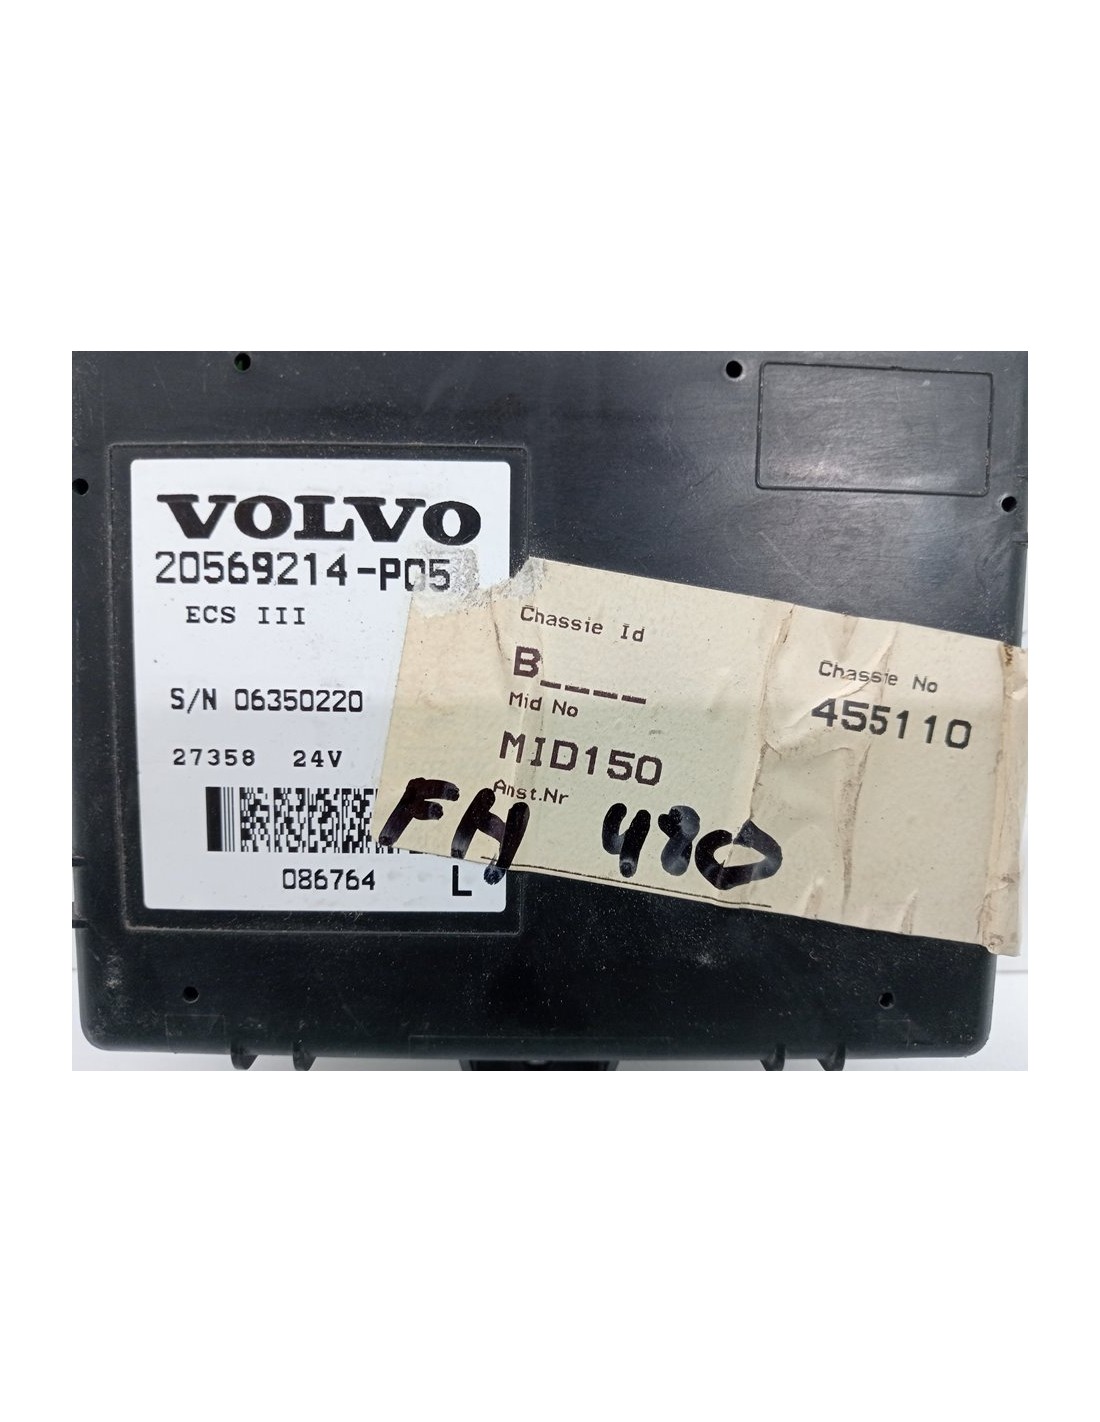 VOLVO
20569214-P05
ECS III
S/N 06350220
27358 24V
086764 L
Chassie Id
B____
Mid No
MID150
Anst.Nr
Chassie No
455110
FH 480